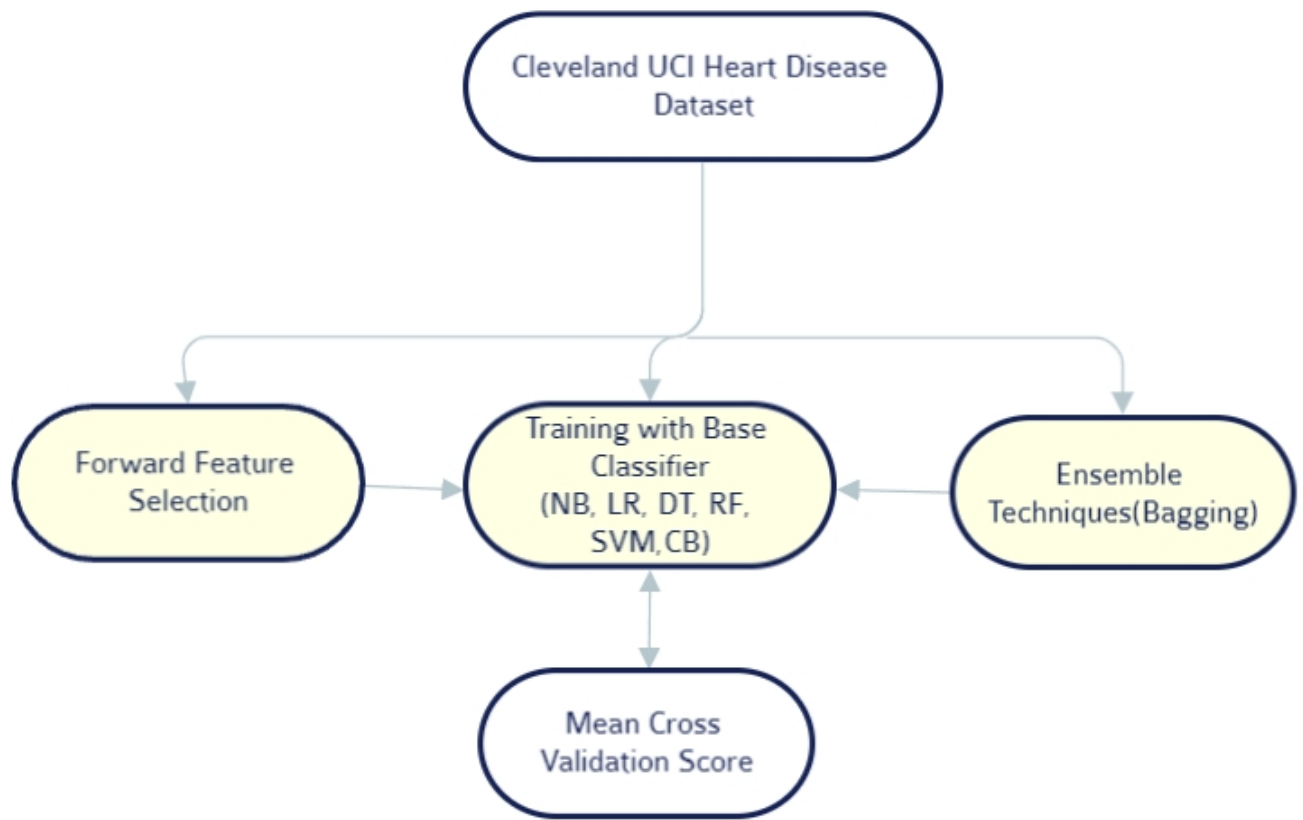 Cleveland UCI Heart Disease
Dataset
Forward Feature
Selection
Training with Base
Classifier
(NB, LR, DT, RF,
SVM,CB)
Ensemble
Techniques(Bagging)
Mean Cross
Validation Score